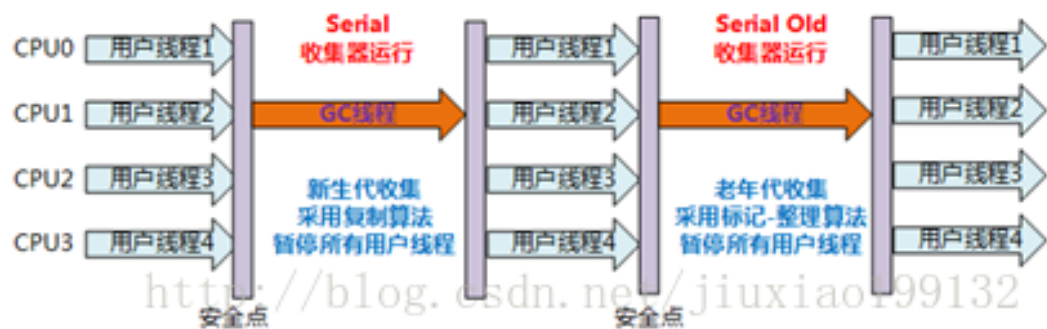 Serial
收集器运行
Serial Old
收集器运行
CPU0 用户线程1 用户线程1 用户线程1
CPU1 用户线程2 GC线程 用户线程2 GC线程 用户线程2
CPU2 用户线程3 用户线程3 用户线程3
CPU3 用户线程4 用户线程4 用户线程4
新生代收集
采用复制算法
暂停所有用户线程
老年代收集
采用标记-整理算法
暂停所有用户线程
安全点
安全点
http://blog.csdn.net/jiuxiao199132